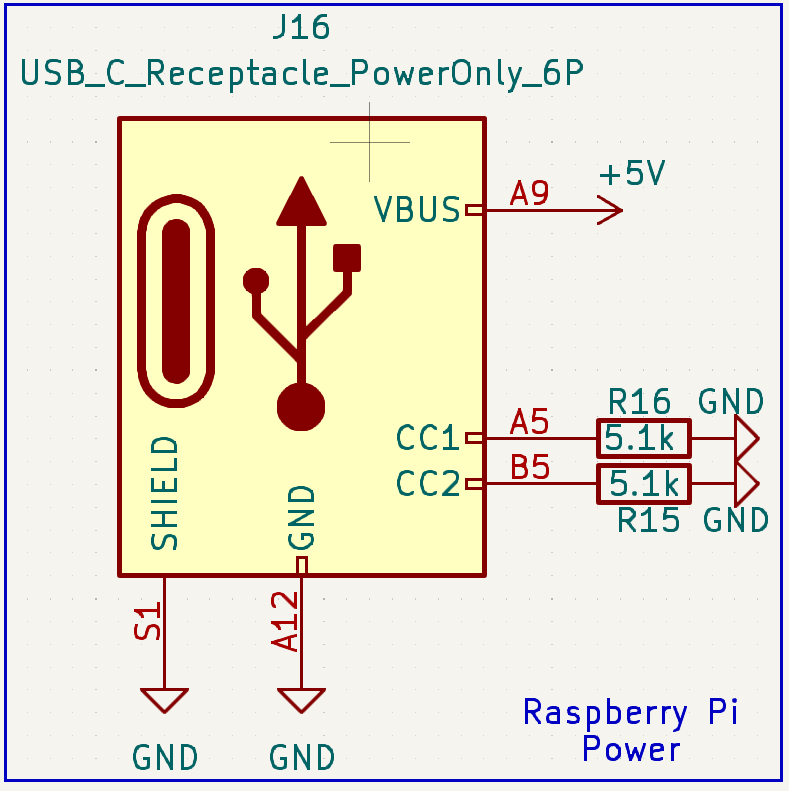 J16
USB_C_Receptacle_PowerOnly_6P
+5V
VBUS
A9
R16
GND
CC1
A5
5.1k
CC2
B5
5.1k
R15
GND
SHIELD
GND
S1
A12
GND
GND
Raspberry Pi
Power